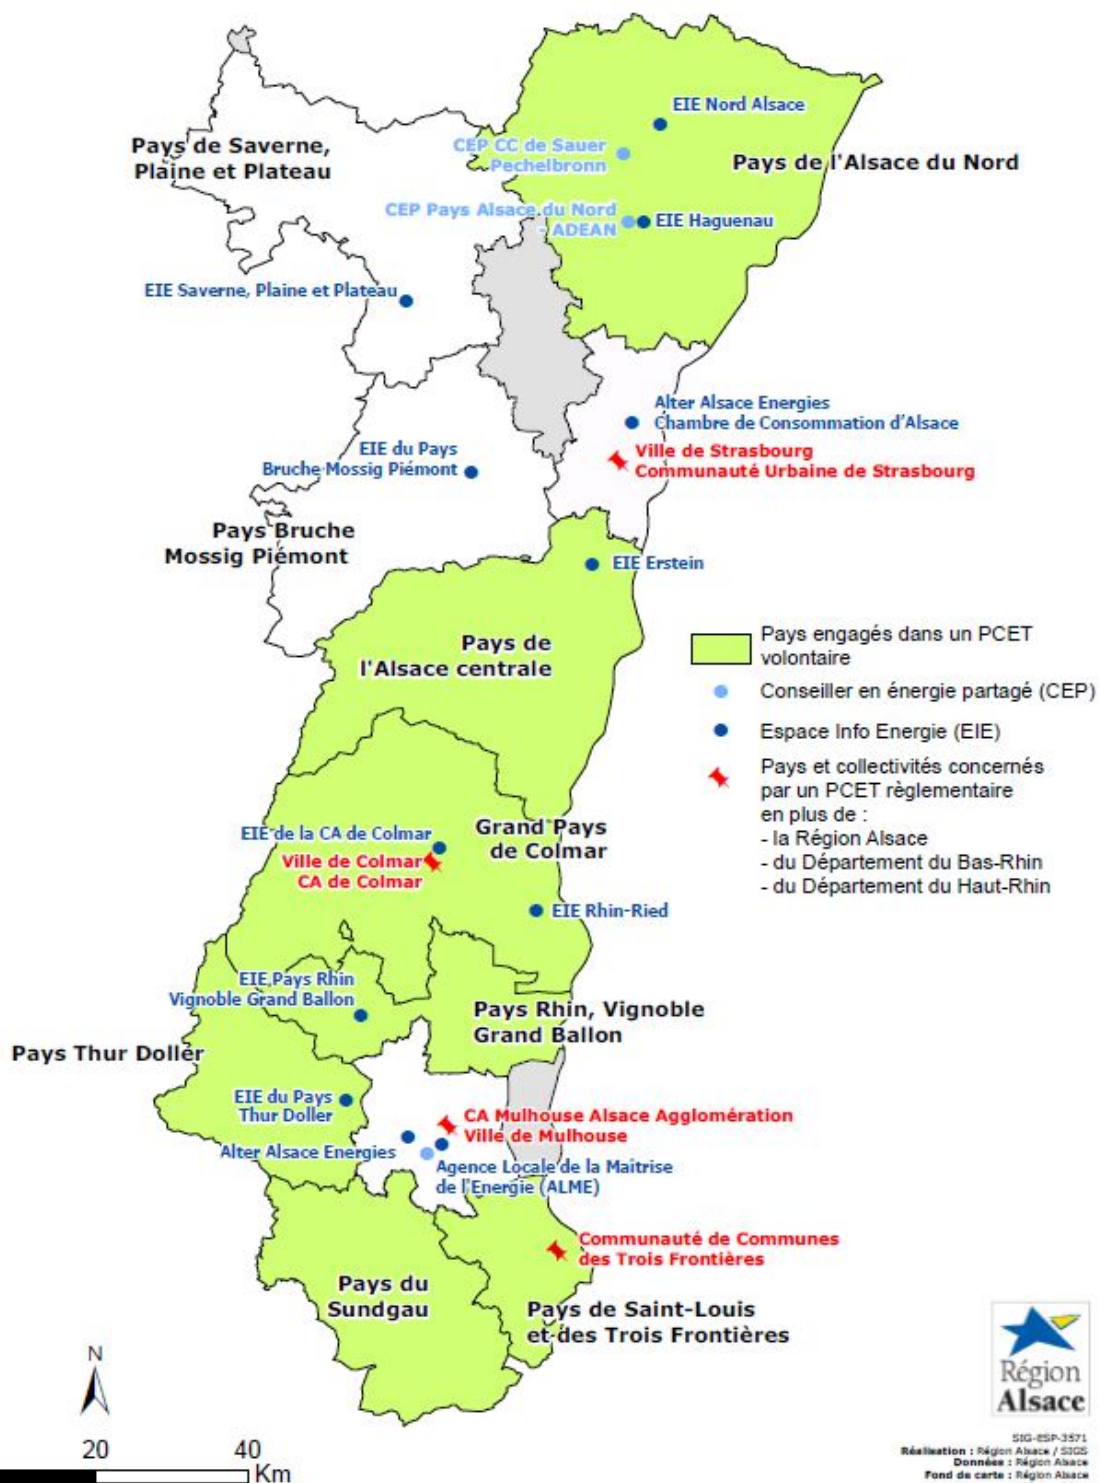 EIE Nord Alsace
Pays de Saverne,
Plaine et Plateau
CEP CC de Sauer
Pechelbronn
Pays de l'Alsace du Nord
CEP Pays Alsace du Nord
- ADEAN
EIE Haguenau
EIE Saverne, Plaine et Plateau
Alter Alsace Energies
Chambre de Consommation d'Alsace
EIE du Pays
Bruche Mossig Piémont
Ville de Strasbourg
Communauté Urbaine de Strasbourg
Pays Bruche
Mossig Piémont
EIE Erstein
Pays de
l'Alsace centrale
Pays engagés dans un PCET
volontaire
Conseiller en énergie partagé (CEP)
Espace Info Energie (EIE)
Pays et collectivités concernés
par un PCET règlementaire
en plus de :
- la Région Alsace
- du Département du Bas-Rhin
- du Département du Haut-Rhin
EIE de la CA de Colmar
Ville de Colmar
CA de Colmar
Grand Pays
de Colmar
EIE Rhin-Ried
EIE Pays Rhin
Vignoble Grand Ballon
Pays Rhin, Vignoble
Grand Ballon
Pays Thur Doller
EIE du Pays
Thur Doller
CA Mulhouse Alsace Agglomération
Ville de Mulhouse
Alter Alsace Energies
Agence Locale de la Maitrise
de l'Energie (ALME)
Communauté de Communes
des Trois Frontières
Pays du
Sundgau
Pays de Saint-Louis
et des Trois Frontières
N
20 40
Km
Région
Alsace
SIG-ESP-3571
Réalisation : Région Alsace / SIGS
Données : Région Alsace
Fond de carte : Région Alsace